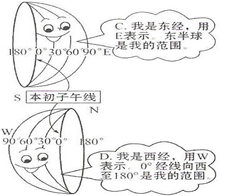 C. 我是东经，用
E表示。东半球
是我的范围。
180° 0°30°60°90°E
S 本初子午线
N
W
90°60°30°0° 180°
D. 我是西经，用W
表示。0°经线向西
至180°是我的范围。